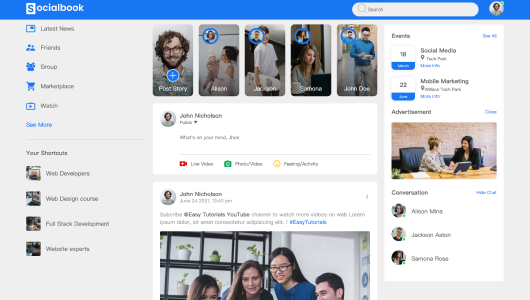 Socialbook
Search
Latest News
Friends
Group
Marketplace
Watch
See More
Your Shortcuts
Web Developers
Web Design course
Full Stack Development
Website experts
Post Story
Alison
Jackson
Samona
John Doe
John Nicholson
Public
What's on your mind, Jhon
Live Video
Photo/Video
Feeling/Activity
John Nicholson
June 24 2021, 13:40 pm
Subcribe @Easy Tutorials YouTube channel to watch more videos on web Lorem
ipsum dolor, sit amet consectetur adipisicing elit. ! #EasyTutorials
Events
See All
18
March
Social Media
Tech Park
More Info
22
June
Mobile Marketing
Willson Tech Park
More Info
Advertisement
Close
Conversation
Hide Chat
Alison Mina
Jackson Aston
Samona Rose